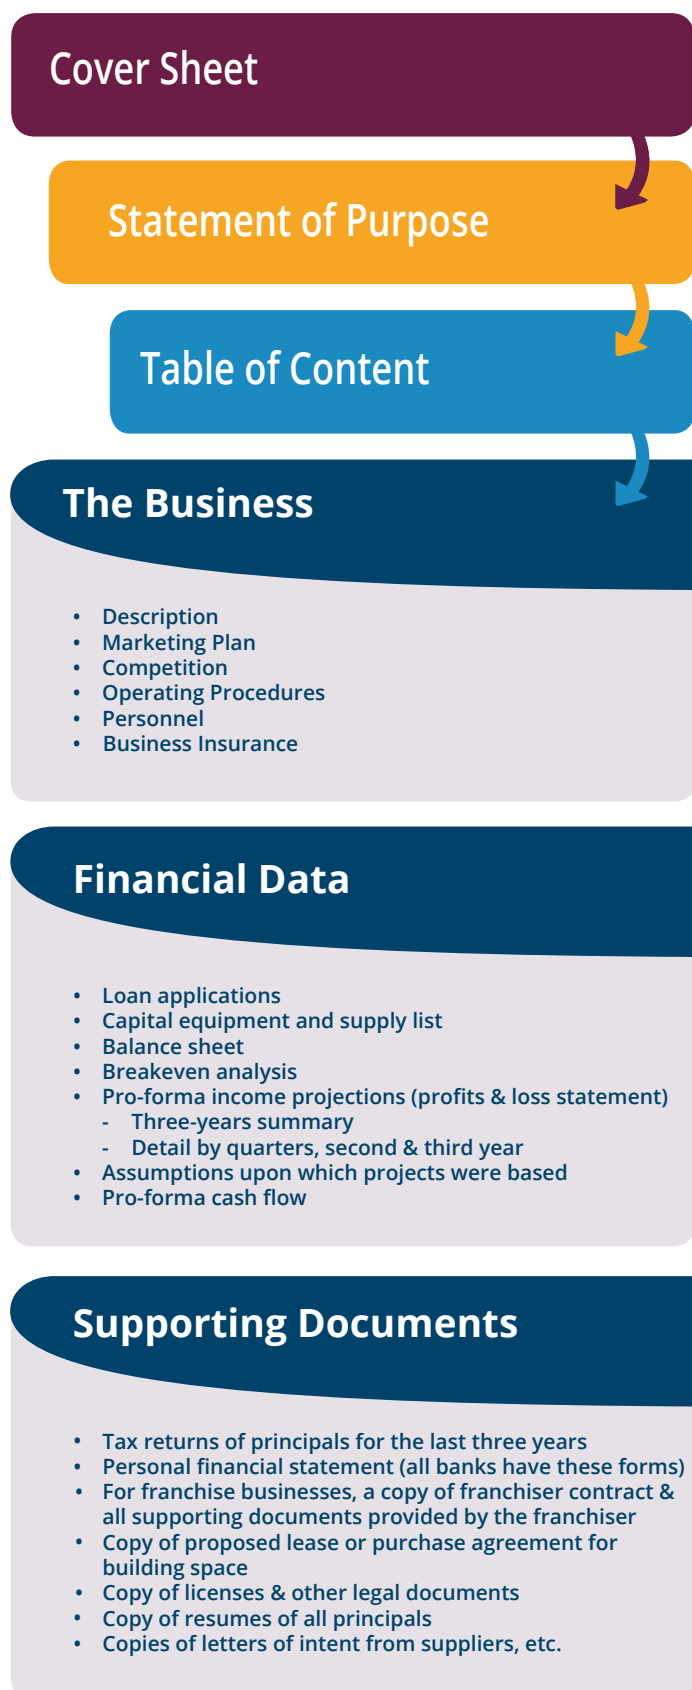 Cover Sheet
Statement of Purpose
Table of Content
The Business
• Description
• Marketing Plan
• Competition
• Operating Procedures
• Personnel
• Business Insurance
Financial Data
• Loan applications
• Capital equipment and supply list
• Balance sheet
• Breakeven analysis
• Pro-forma income projections (profits & loss statement)
- Three-years summary
- Detail by quarters, second & third year
• Assumptions upon which projects were based
• Pro-forma cash flow
Supporting Documents
• Tax returns of principals for the last three years
• Personal financial statement (all banks have these forms)
• For franchise businesses, a copy of franchiser contract &
all supporting documents provided by the franchiser
• Copy of proposed lease or purchase agreement for
building space
• Copy of licenses & other legal documents
• Copy of resumes of all principals
• Copies of letters of intent from suppliers, etc.